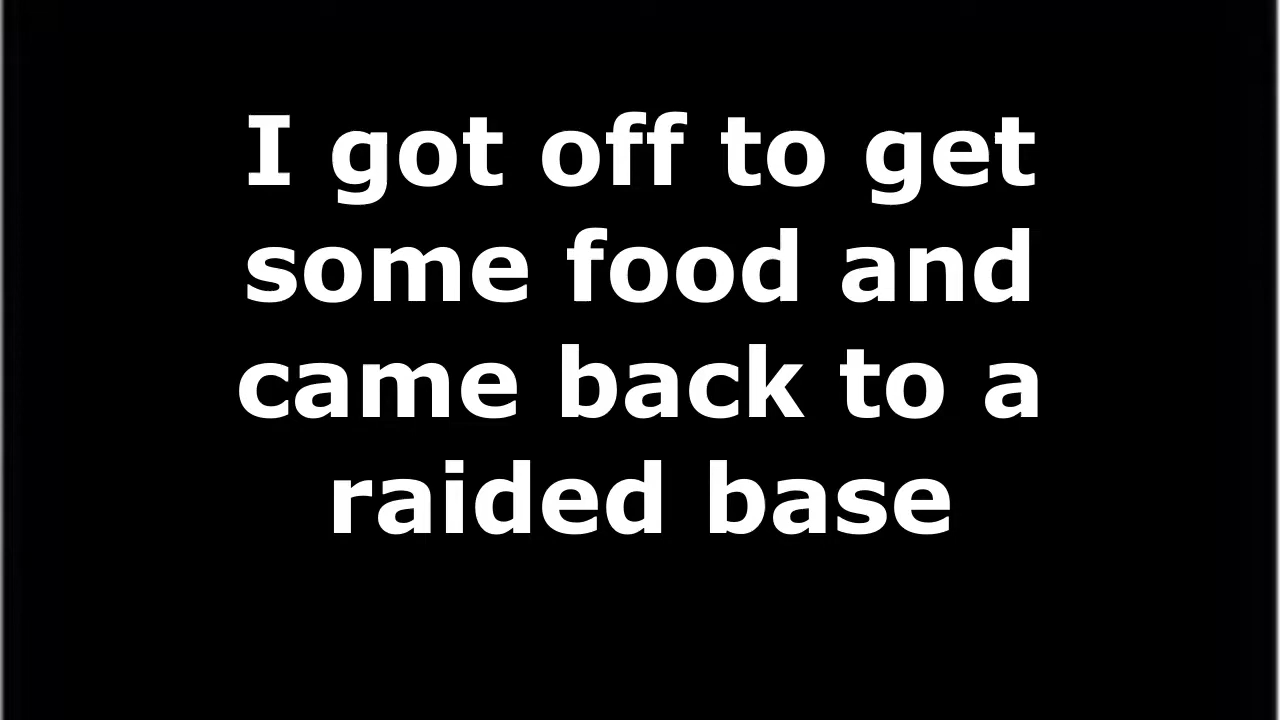 I got off to get
some food and
came back to a
raided base